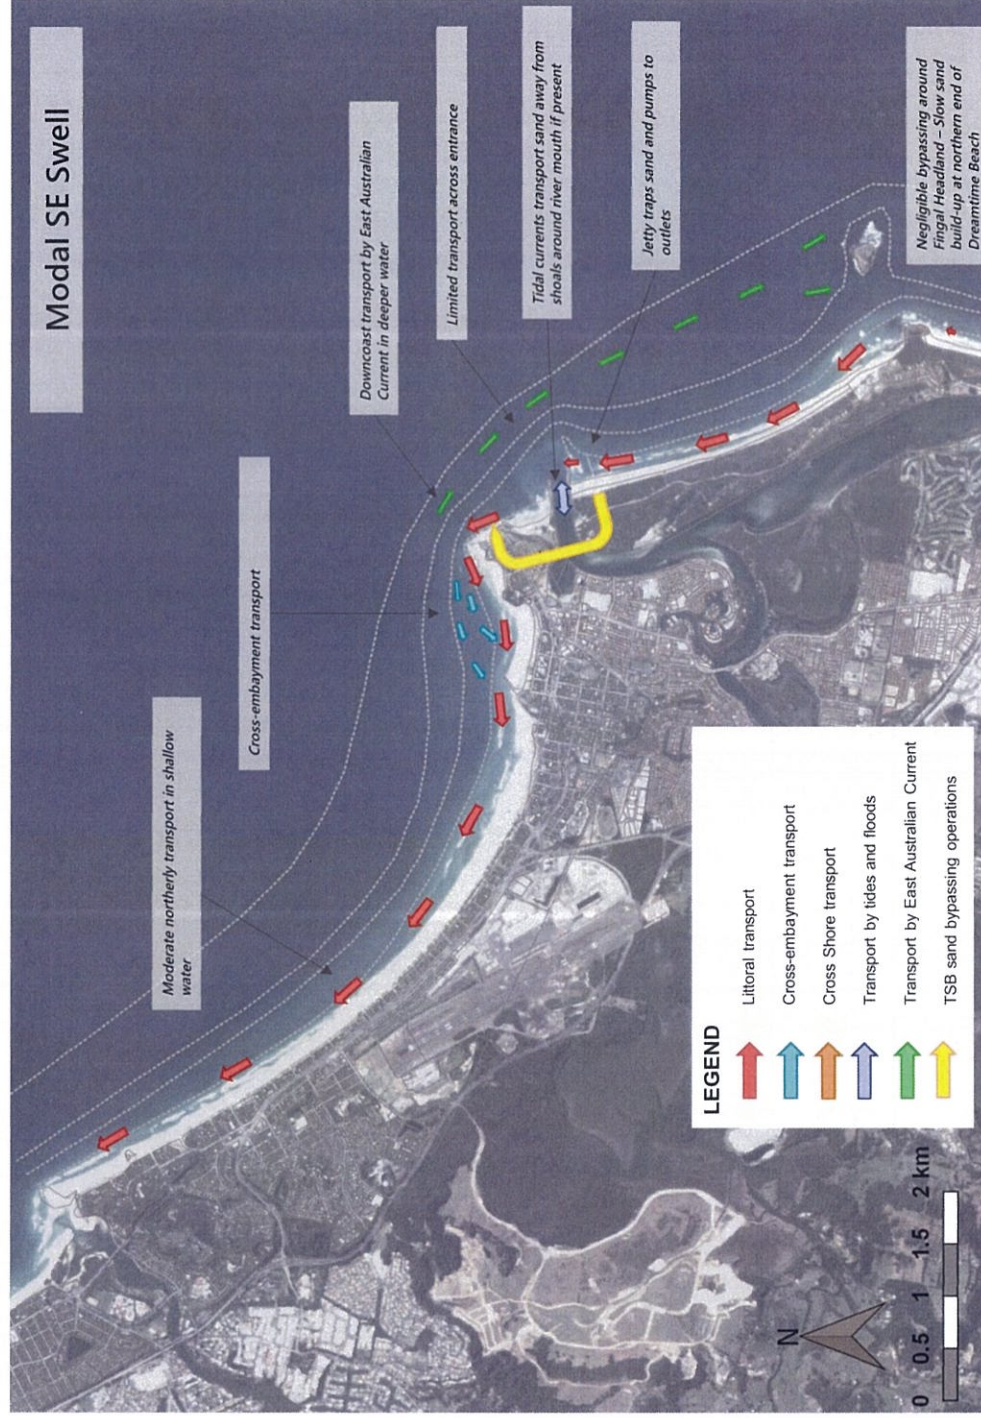 Modal SE Swell
Downcoast transport by East Australian
Current in deeper water
Limited transport across entrance
Tidal currents transport sand away from
shoals around river mouth if present
Jetty traps sand and pumps to
outlets
Negligible bypassing around
Fingal Headland – Slow sand
build-up at northern end of
Dreamtime Beach
Cross-embayment transport
Moderate northerly transport in shallow
water
LEGEND
Littoral transport
Cross-embayment transport
Cross Shore transport
Transport by tides and floods
Transport by East Australian Current
TSB sand bypassing operations
N
0 0.5 1 1.5 2 km